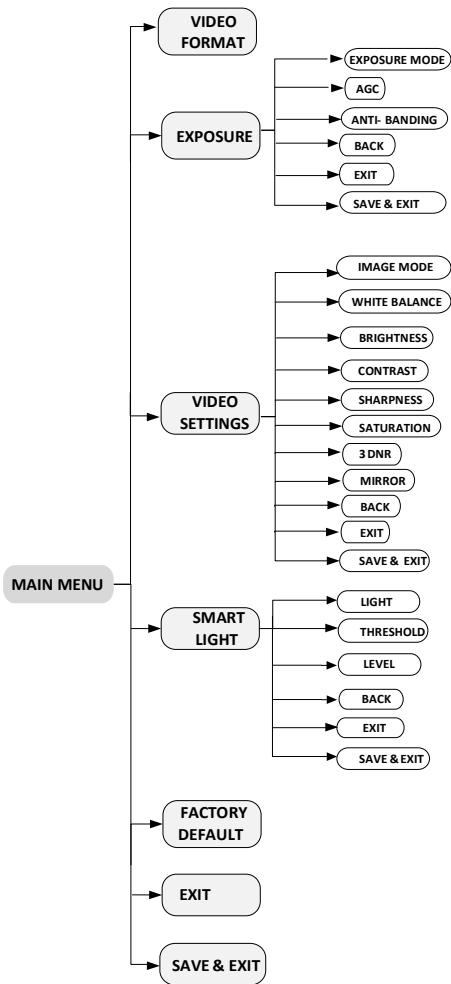 VIDEO
FORMAT
EXPOSURE
EXPOSURE MODE
AGC
ANTI- BANDING
BACK
EXIT
SAVE & EXIT
VIDEO
SETTINGS
IMAGE MODE
WHITE BALANCE
BRIGHTNESS
CONTRAST
SHARPNESS
SATURATION
3DNR
MIRROR
BACK
EXIT
SAVE & EXIT
MAIN MENU
SMART
LIGHT
LIGHT
THRESHOLD
LEVEL
BACK
EXIT
SAVE & EXIT
FACTORY
DEFAULT
EXIT
SAVE & EXIT